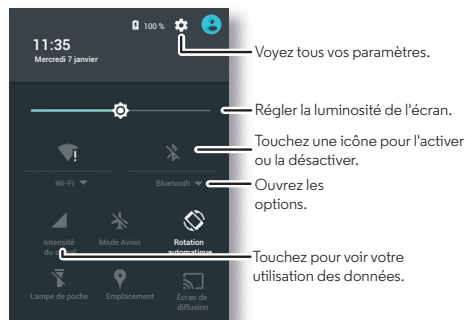 100 %
11:35
Mercredi 7 janvier
Voyez tous vos paramètres.
Régler la luminosité de l'écran.
Touchez une icône pour l'activer
ou la désactiver.
Wi-Fi
Bluetooth
Ouvrez les
options.
Intensité
du signal
Mode Avion
Rotation
automatique
Touchez pour voir votre
utilisation des données.
Lampe de poche
Emplacement
Écran de
diffusion